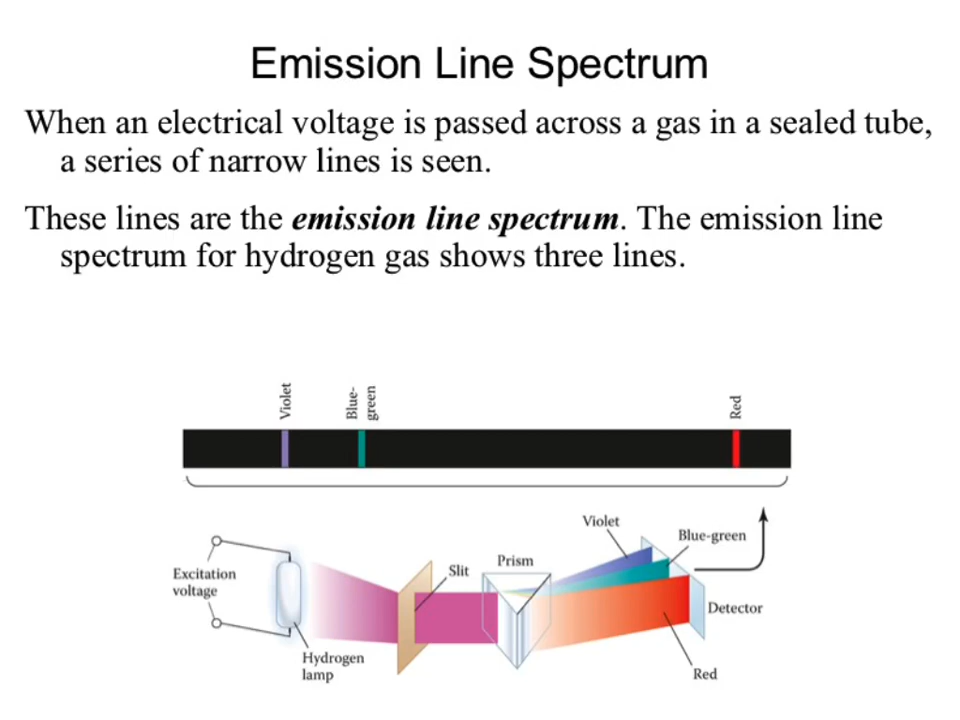 Emission Line Spectrum
When an electrical voltage is passed across a gas in a sealed tube,
a series of narrow lines is seen.
These lines are the emission line spectrum. The emission line
spectrum for hydrogen gas shows three lines.
Violet
Blue-
green
Red
Violet
Blue-green
Prism
Slit
Excitation
voltage
Detector
Hydrogen
lamp
Red